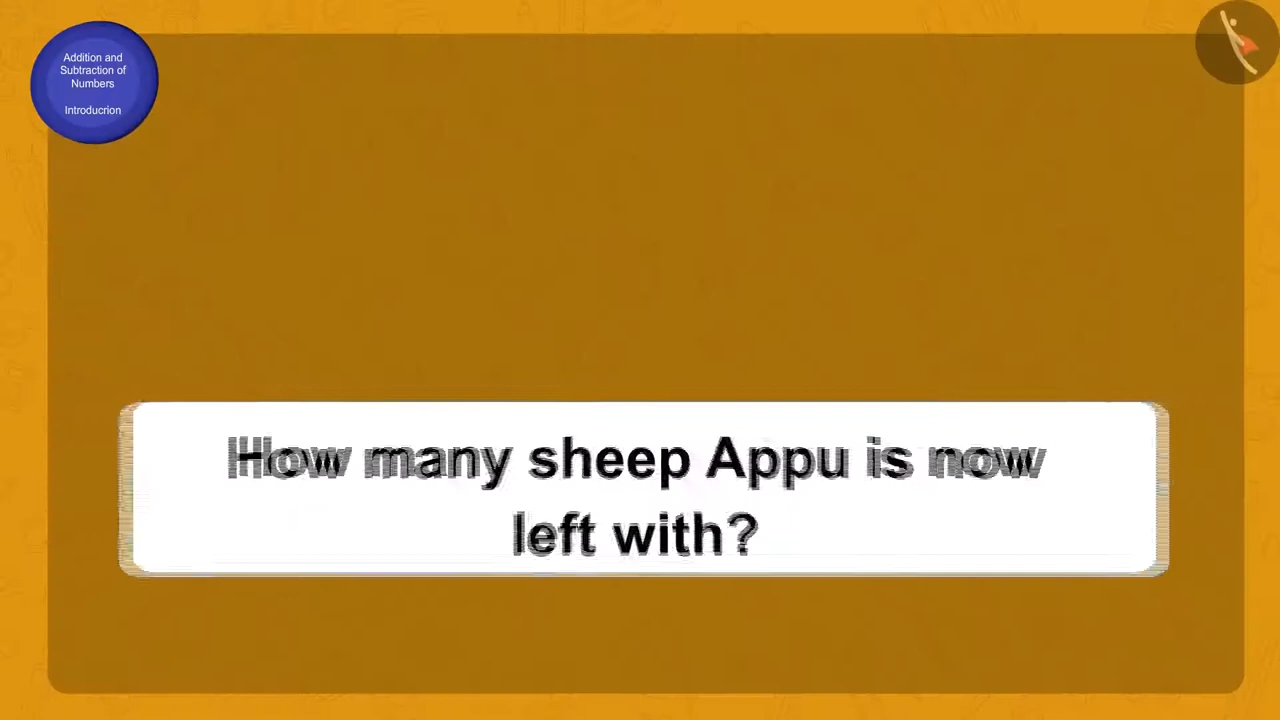 Addition and
Subtraction of
Numbers
Introducrion
How many sheep Appu is now
left with?